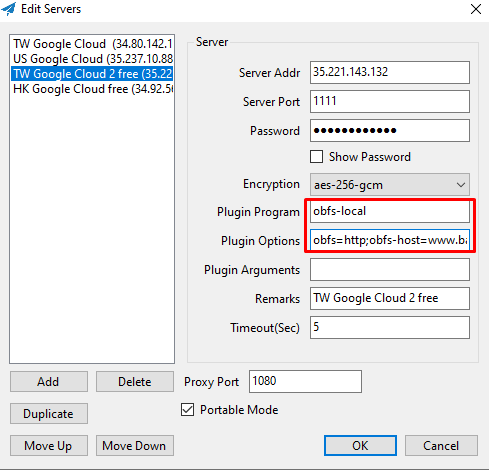 Edit Servers
TW Google Cloud (34.80.142.1
US Google Cloud (35.237.10.88
TW Google Cloud 2 free (35.22
HK Google Cloud free (34.92.50
Server
Server Addr 35.221.143.132
Server Port 1111
Password ●●●●●●●●●●●●
Show Password
Encryption aes-256-gcm
Plugin Program obfs-local
Plugin Options obfs=http;obfs-host=www.ba
Plugin Arguments
Remarks TW Google Cloud 2 free
Timeout(Sec) 5
Add Delete Proxy Port 1080
Duplicate Portable Mode
Move Up Move Down OK Cancel